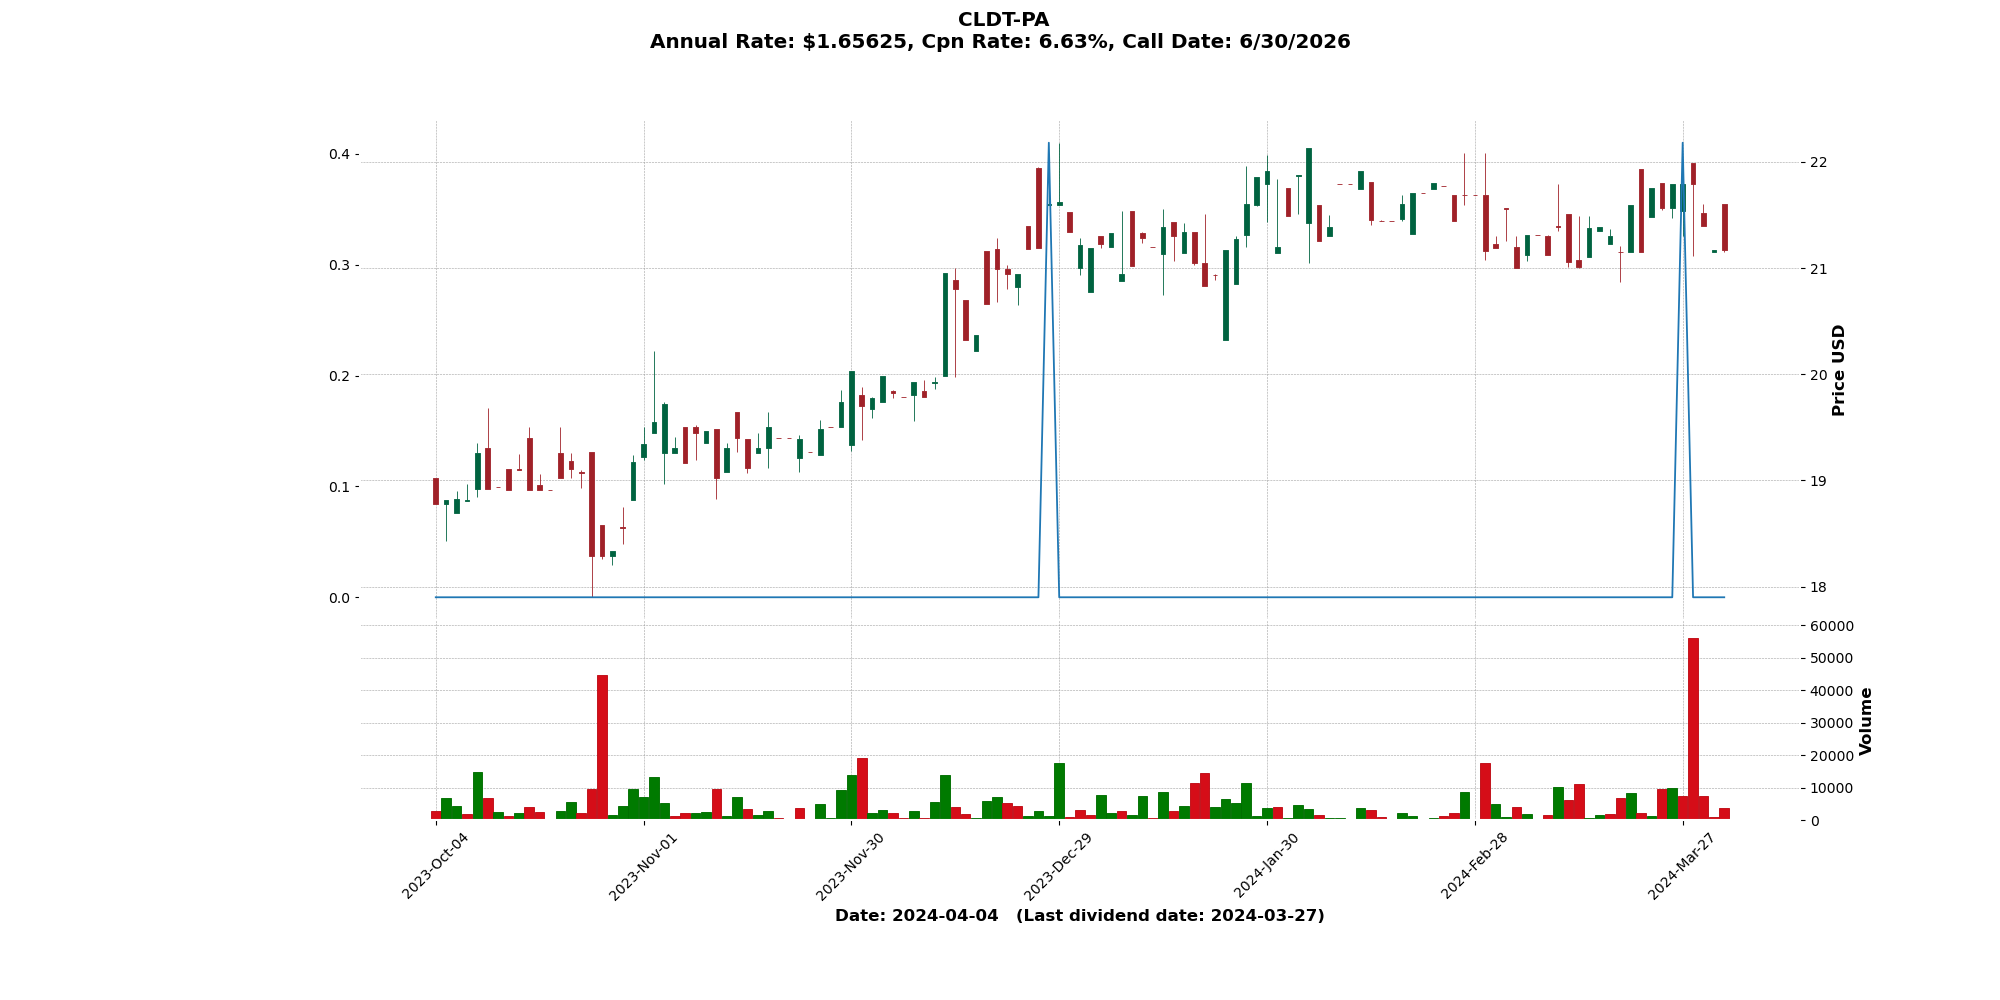 CLDT-PA
Annual Rate: $1.65625, Cpn Rate: 6.63%, Call Date: 6/30/2026
0.4
0.3
0.2
0.1
0.0
22
21
20
19
18
Price USD
60000
50000
40000
30000
20000
10000
0
Volume
2023-Oct-04
2023-Nov-01
2023-Nov-30
2023-Dec-29
2024-Jan-30
2024-Feb-28
2024-Mar-27
Date: 2024-04-04 (Last dividend date: 2024-03-27)